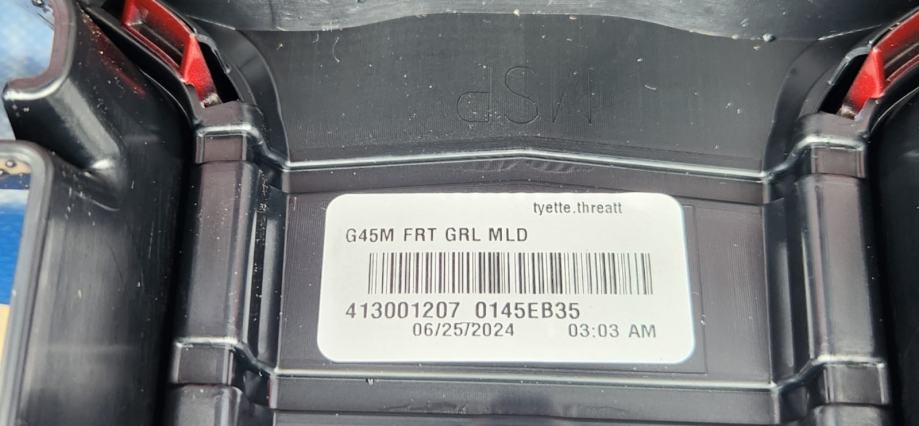 tyette.threatt
G45M FRT GRL MLD
413001207 0145EB35
06/25/2024 03:03 AM